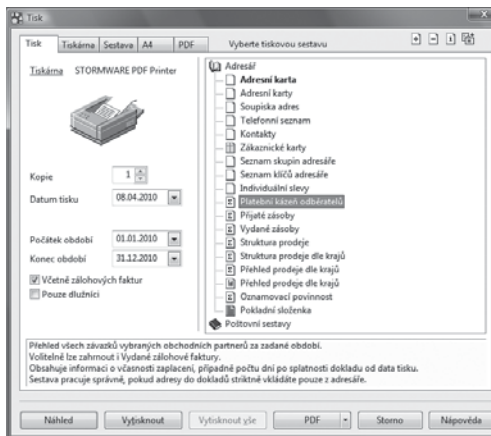 Tisk
Tisk Tiskárna Sestava A4 PDF Vyberte tiskovou sestavu
Tiskárna STORMWARE PDF Printer
Kopie 1
Datum tisku 08.04.2010
Počátek období 01.01.2010
Konec období 31.12.2010
Včetně zálohových faktur
Pouze dlužníci
Adresář
Adresní karta
Adresní karty
Soupiska adres
Telefonní seznam
Kontakty
Zákaznické karty
Seznam skupin adresáře
Seznam klíčů adresáře
Individuální slevy
Platební kázeň odběratelů
Přijaté zásoby
Vydané zásoby
Struktura prodeje
Struktura prodeje dle krajů
Přehled prodeje dle krajů
Přehled prodeje dle krajů
Oznamovací povinnost
Pokladní složenka
Poštovní sestavy
Přehled všech závazků vybraných obchodních partnerů za zadané období.
Volitelně lze zahrnout i Vydané zálohové faktury.
Obsahuje informaci o včasnosti zaplacení, případně počtu dní po splatnosti dokladu od data tisku.
Sestava pracuje správně, pokud adresy do dokladů striktně vkládáte pouze z adresáře.
Náhled Vytisknout Vytisknout vše PDF Storno Nápověda